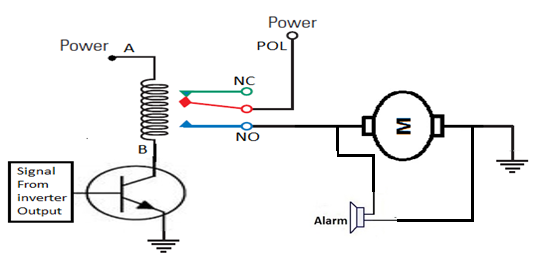 Power
POL
Power A
NC
NO
B
M
Signal
From
inverter
Output
Alarm